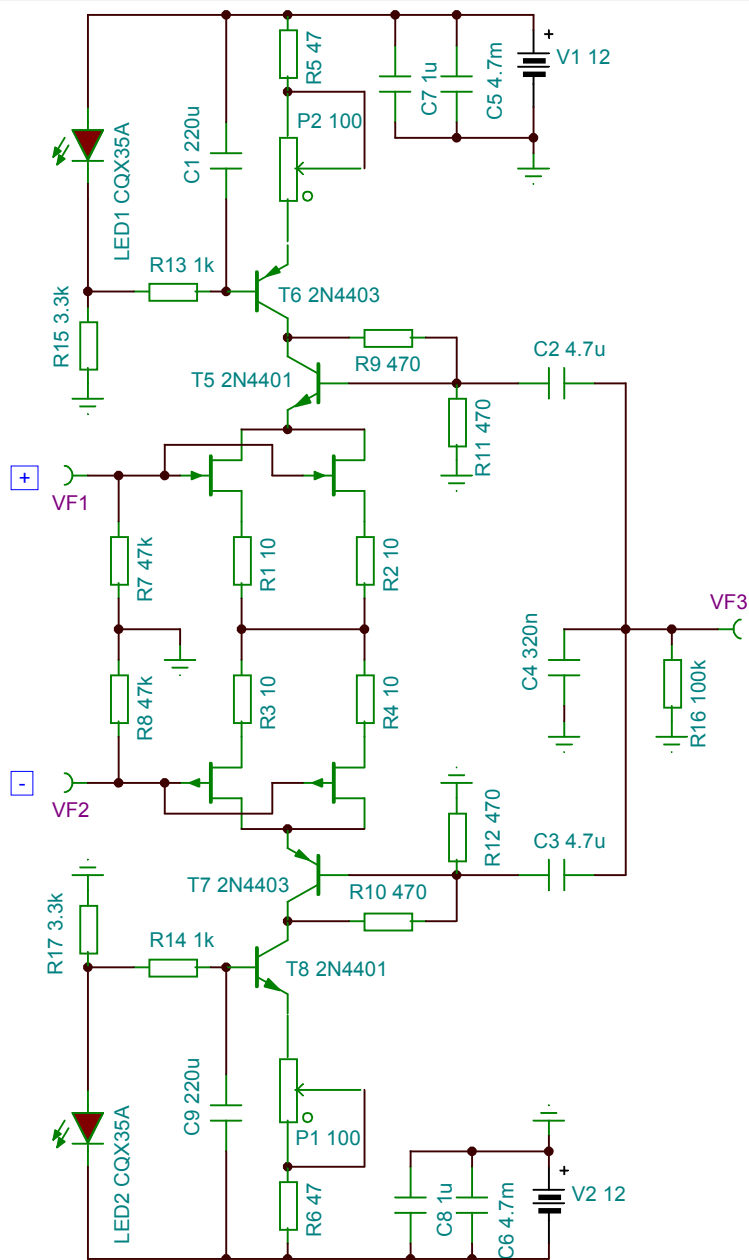 R5 47
C7 1u
C5 4.7m
+
V1 12
P2 100
C1 220u
LED1 CQX35A
R13 1k
T6 2N4403
R15 3.3k
R9 470
C2 4.7u
T5 2N4401
R11 470
+
VF1
R7 47k
R1 10
R2 10
VF3
C4 320n
R16 100k
R8 47k
R3 10
R4 10
-
VF2
R12 470
C3 4.7u
T7 2N4403
R10 470
R17 3.3k
R14 1k
T8 2N4401
C9 220u
LED2 CQX35A
P1 100
R6 47
C8 1u
C6 4.7m
+
V2 12